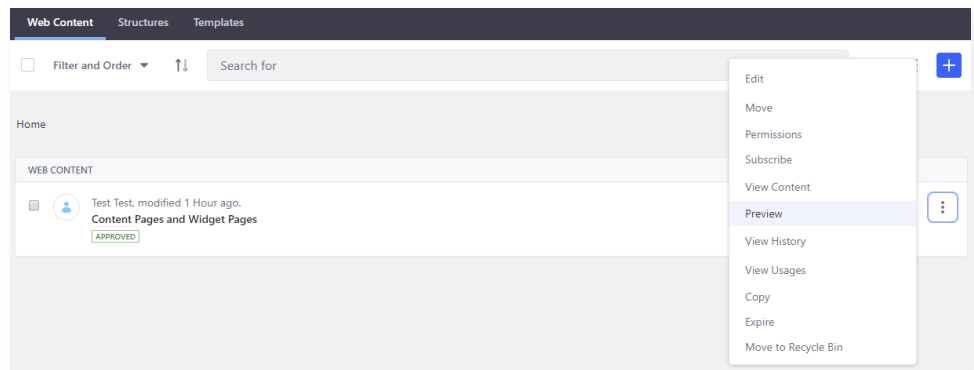 Web Content Structures Templates
Filter and Order Search for
Home
WEB CONTENT
Test Test, modified 1 Hour ago.
Content Pages and Widget Pages
APPROVED
Edit
Move
Permissions
Subscribe
View Content
Preview
View History
View Usages
Copy
Expire
Move to Recycle Bin